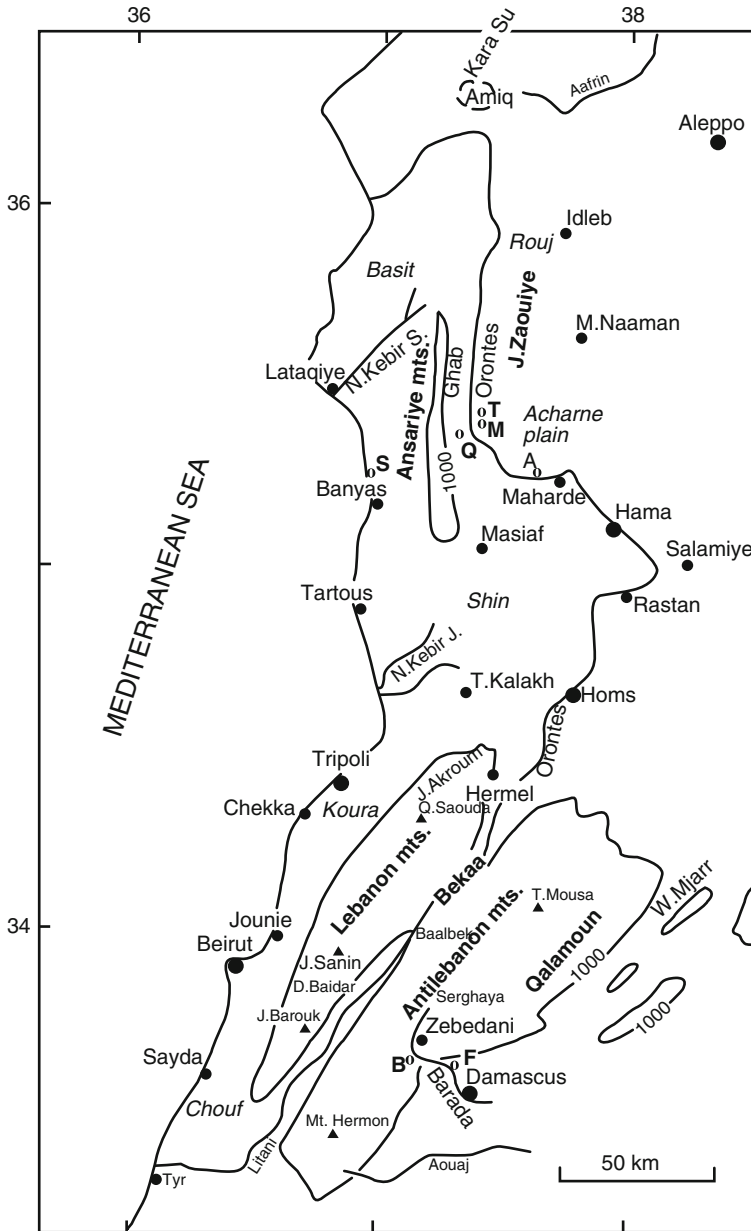 36
38
Kara Su
Amiq
Aafrin
Aleppo
36
Idleb
Rouj
Basit
J.Zaouiye
M.Naaman
N.Kebir S.
Orontes
Ghab
Lataqiye
Ansariye mts.
T
M
Acharne
plain
Q
A
S
1000
Banyas
Maharde
Hama
MEDITERRANEAN SEA
Masiaf
Salamiye
Tartous
Shin
Rastan
N.Kebir J.
T.Kalakh
Homs
Orontes
Tripoli
J.Akroum
Hermel
Chekka
Koura
Q.Saouda
Lebanon mts.
Bekaa
T.Mousa
W.Mjarr
34
Jounie
Baalbek
Antilebanon mts.
Qalamoun
Beirut
J.Sanin
D.Baidar
1000
Serghaya
1000
J.Barouk
Zebedani
Sayda
B
F
Barada
Damascus
Chouf
Mt. Hermon
Litani
Aouaj
50 km
Tyr